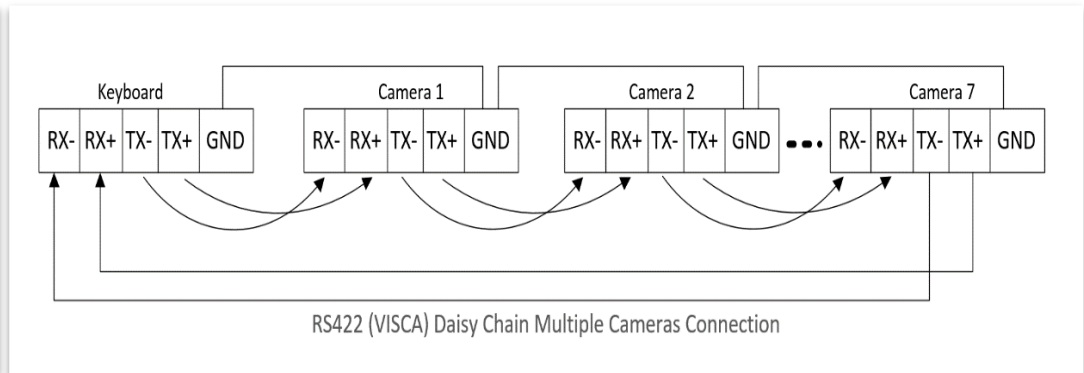 Keyboard Camera 1 Camera 2 Camera 7
RX- RX+ TX- TX+ GND RX- RX+ TX- TX+ GND RX- RX+ TX- TX+ GND RX- RX+ TX- TX+ GND
RS422 (VISCA) Daisy Chain Multiple Cameras Connection